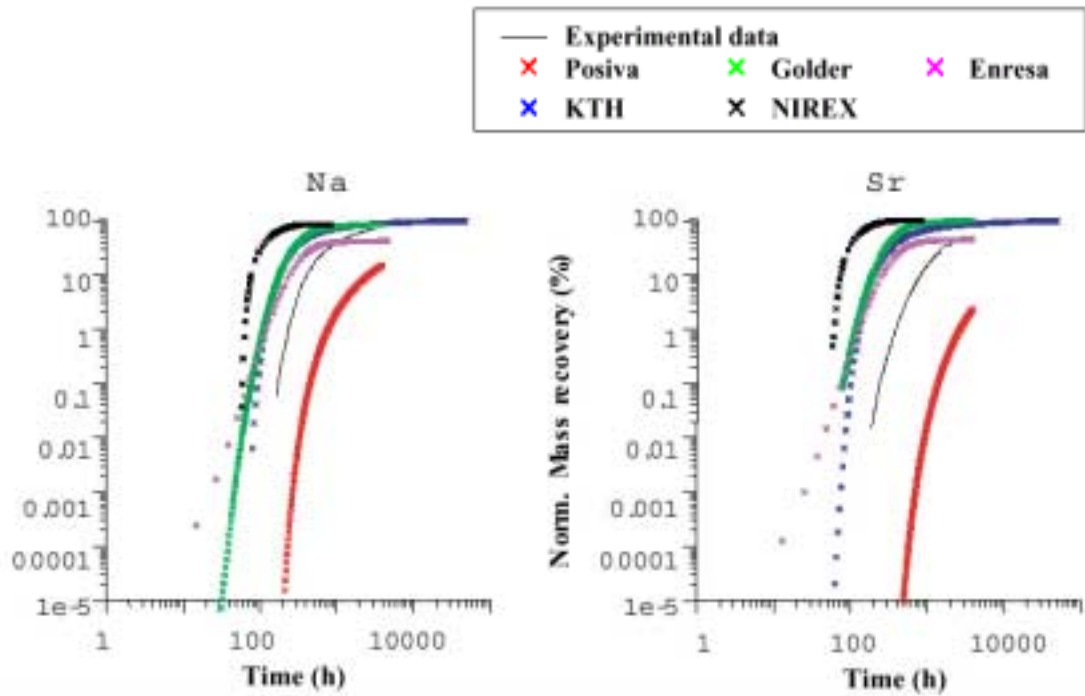 Experimental data
Posiva Golder Enresa
KTH NIREX
Na
Sr
100
10
1
0.1
0.01
0.001
0.0001
1e-5
1 100 10000
Time (h)
Norm. Mass recovery (%)
100
10
1
0.1
0.01
0.001
0.0001
1e-5
1 100 10000
Time (h)